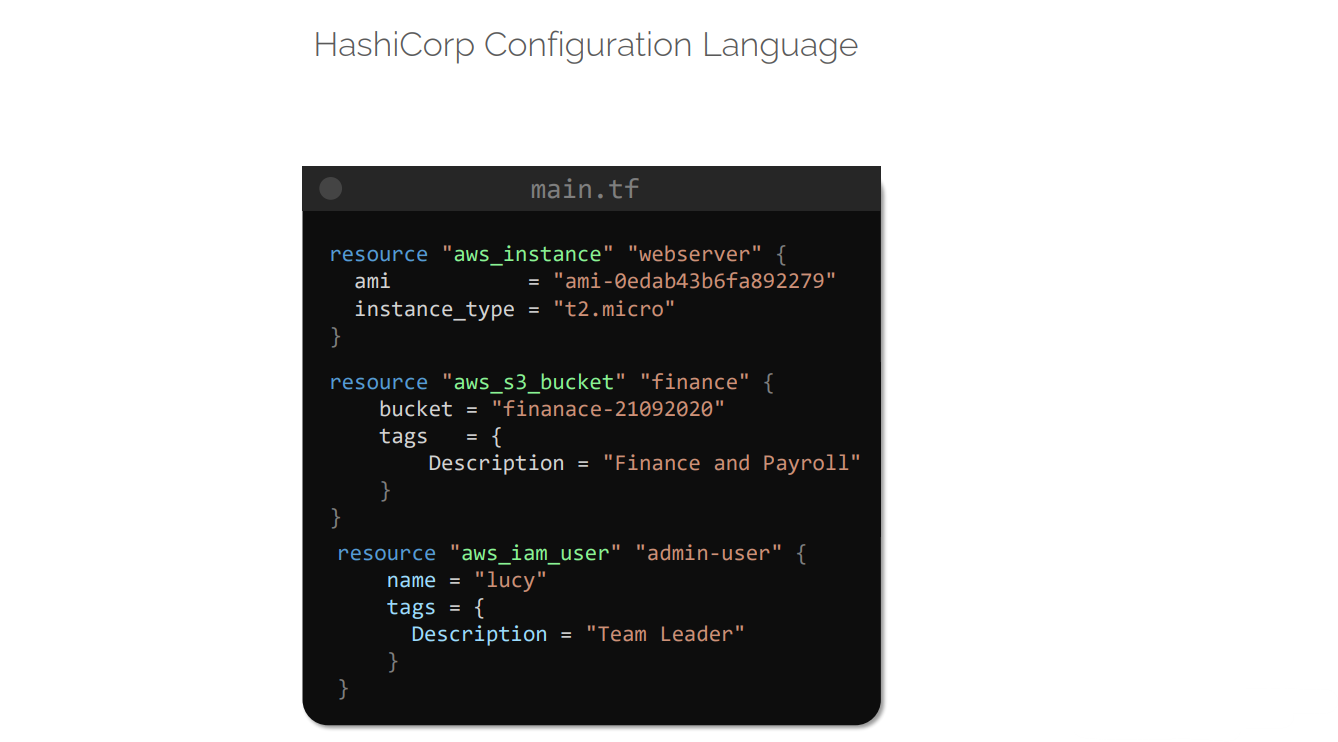 HashiCorp Configuration Language
main.tf
resource "aws_instance" "webserver" {
  ami           = "ami-0edab43b6fa892279"
  instance_type = "t2.micro"
}
resource "aws_s3_bucket" "finance" {
    bucket = "finanace-21092020"
    tags   = {
        Description = "Finance and Payroll"
    }
}
resource "aws_iam_user" "admin-user" {
    name = "lucy"
    tags = {
      Description = "Team Leader"
    }
}